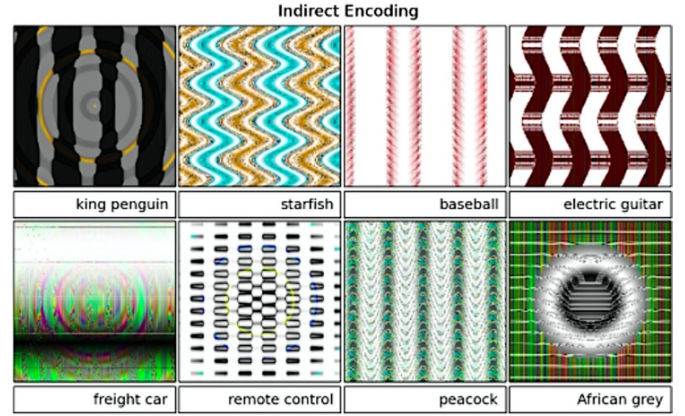 Indirect Encoding
king penguin
starfish
baseball
electric guitar
freight car
remote control
peacock
African grey